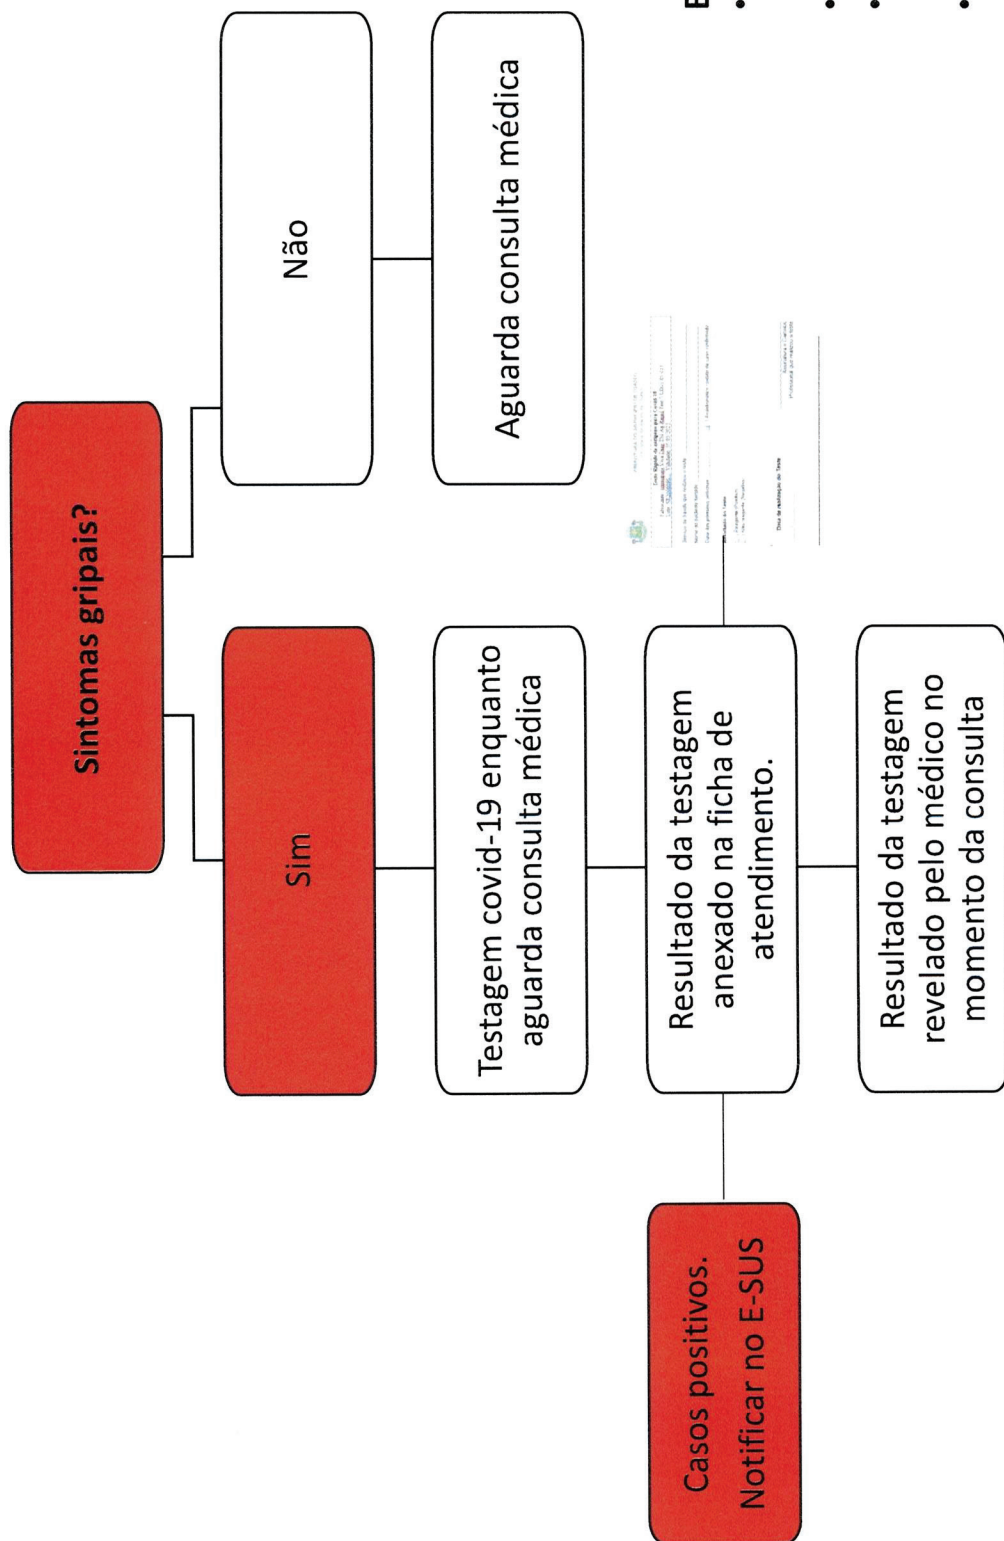 Sintomas gripais?
Sim
Não
Testagem covid-19 enquanto
aguarda consulta médica
Aguarda consulta médica
Casos positivos.
Notificar no E-SUS
Resultado da testagem
anexado na ficha de
atendimento.
Resultado da testagem
revelado pelo médico no
momento da consulta